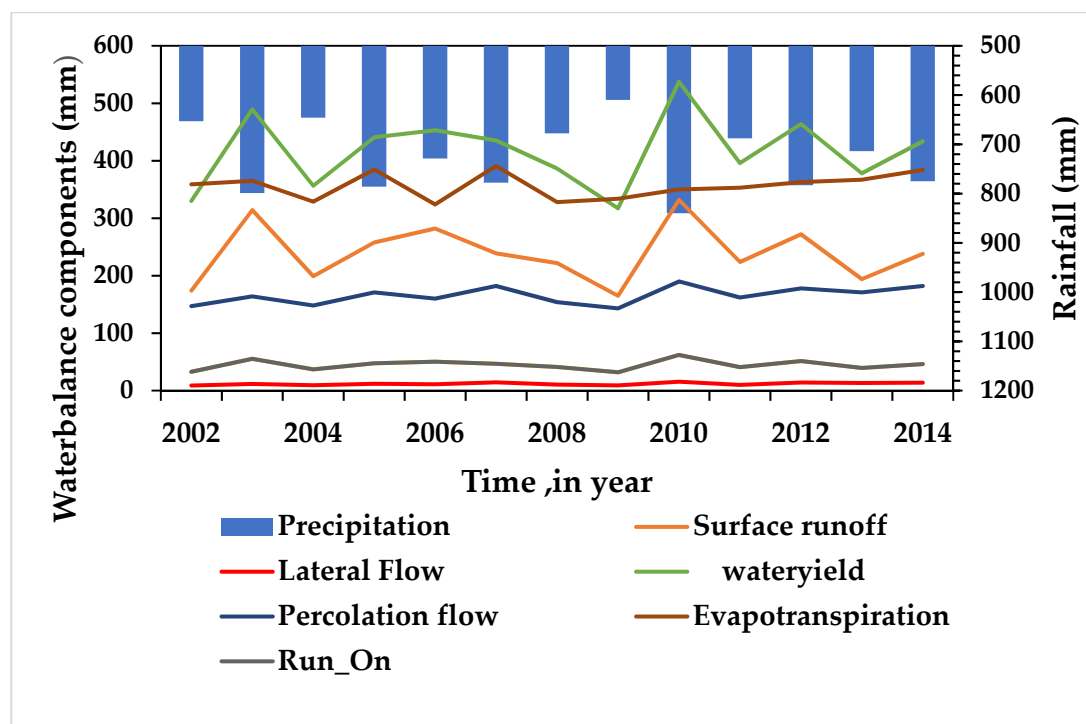 Waterbalance components (mm)
600
500
400
300
200
100
0
500
600
700
800
900
1000
1100
1200
Rainfall (mm)
2002 2004 2006 2008 2010 2012 2014
Time ,in year
Precipitation Surface runoff
Lateral Flow wateryield
Percolation flow Evapotranspiration
Run_On